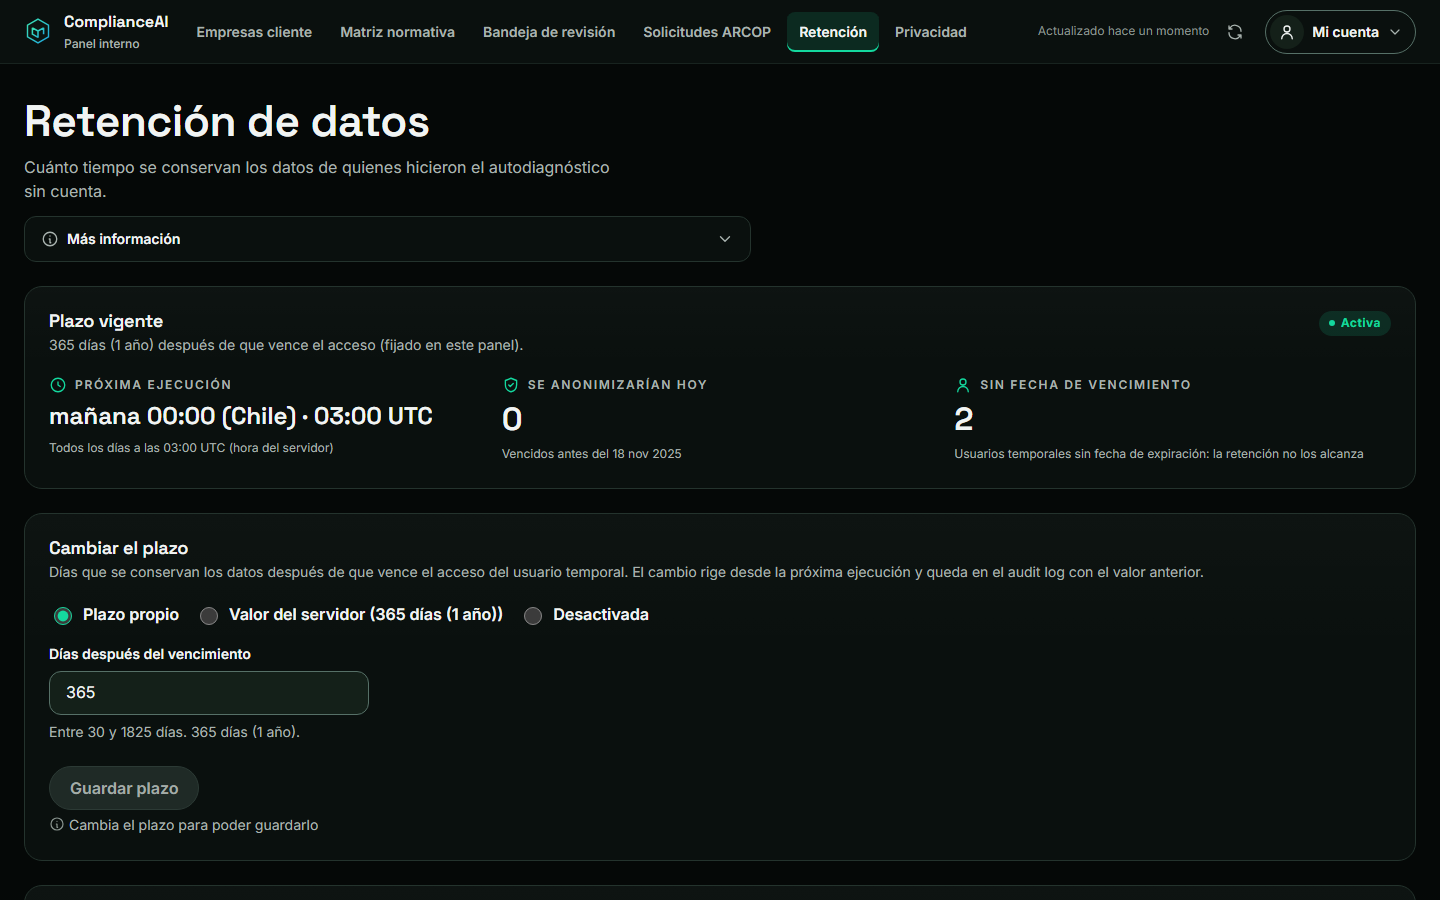 ComplianceAI
Panel interno
Empresas cliente
Matriz normativa
Bandeja de revisión
Solicitudes ARCOP
Retención
Privacidad
Actualizado hace un momento
Mi cuenta
Retención de datos
Cuánto tiempo se conservan los datos de quienes hicieron el autodiagnóstico
sin cuenta.
Más información
Plazo vigente
365 días (1 año) después de que vence el acceso (fijado en este panel).
Activa
PRÓXIMA EJECUCIÓN
mañana 00:00 (Chile) · 03:00 UTC
Todos los días a las 03:00 UTC (hora del servidor)
SE ANONIMIZARÍAN HOY
0
Vencidos antes del 18 nov 2025
SIN FECHA DE VENCIMIENTO
2
Usuarios temporales sin fecha de expiración: la retención no los alcanza
Cambiar el plazo
Días que se conservan los datos después de que vence el acceso del usuario temporal. El cambio rige desde la próxima ejecución y queda en el audit log con el valor anterior.
Plazo propio
Valor del servidor (365 días (1 año))
Desactivada
Días después del vencimiento
365
Entre 30 y 1825 días. 365 días (1 año).
Guardar plazo
Cambia el plazo para poder guardarlo